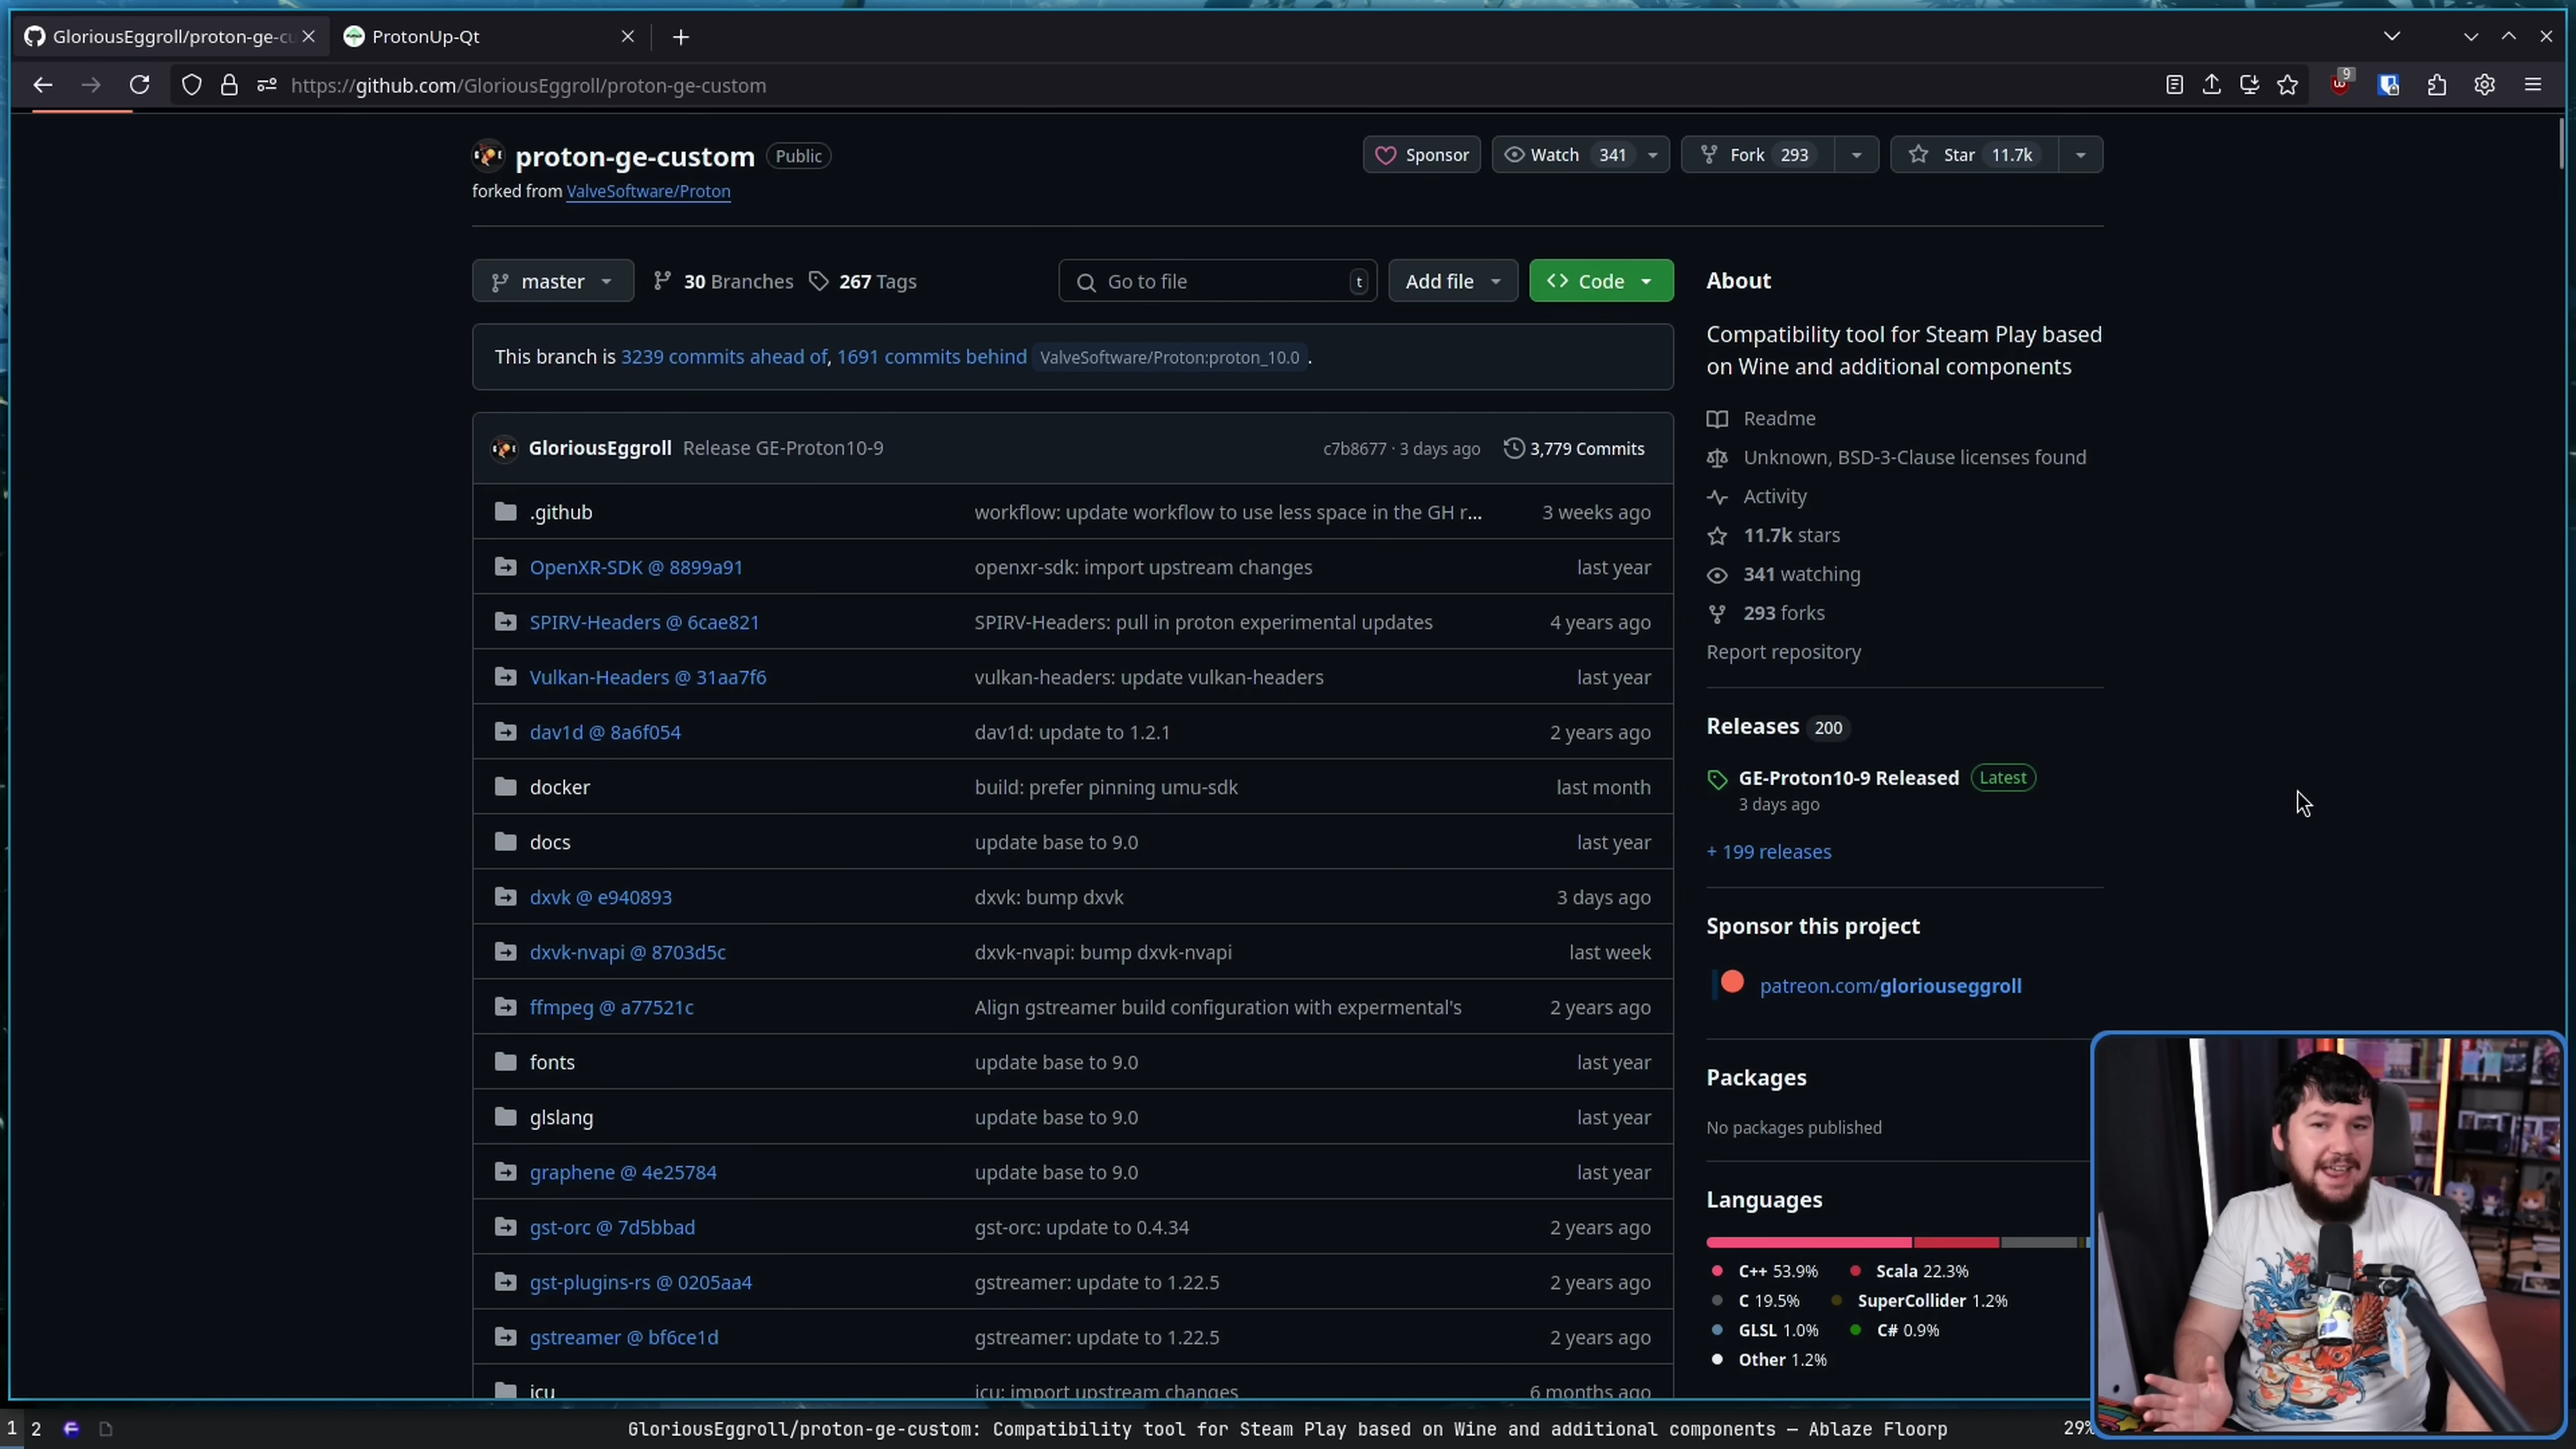 GloriousEggroll/proton-ge-cu
ProtonUp-Qt
https://github.com/GloriousEggroll/proton-ge-custom
9
proton-ge-custom Public
Sponsor Watch 341 Fork 293 Star 11.7k
forked from ValveSoftware/Proton
master 30 Branches 267 Tags Go to file t Add file Code
This branch is 3239 commits ahead of, 1691 commits behind ValveSoftware/Proton:proton_10.0 .
GloriousEggroll Release GE-Proton10-9 c7b8677 · 3 days ago 3,779 Commits
.github workflow: update workflow to use less space in the GH r... 3 weeks ago
OpenXR-SDK @ 8899a91 openxr-sdk: import upstream changes last year
SPIRV-Headers @ 6cae821 SPIRV-Headers: pull in proton experimental updates 4 years ago
Vulkan-Headers @ 31aa7f6 vulkan-headers: update vulkan-headers last year
dav1d @ 8a6f054 dav1d: update to 1.2.1 2 years ago
docker build: prefer pinning umu-sdk last month
docs update base to 9.0 last year
dxvk @ e940893 dxvk: bump dxvk 3 days ago
dxvk-nvapi @ 8703d5c dxvk-nvapi: bump dxvk-nvapi last week
ffmpeg @ a77521c Align gstreamer build configuration with expermental's 2 years ago
fonts update base to 9.0 last year
glslang update base to 9.0 last year
graphene @ 4e25784 update base to 9.0 last year
gst-orc @ 7d5bbad gst-orc: update to 0.4.34 2 years ago
gst-plugins-rs @ 0205aa4 gstreamer: update to 1.22.5 2 years ago
gstreamer @ bf6ce1d gstreamer: update to 1.22.5 2 years ago
icu icu: import upstream changes 6 months ago
About
Compatibility tool for Steam Play based
on Wine and additional components
Readme
Unknown, BSD-3-Clause licenses found
Activity
11.7k stars
341 watching
293 forks
Report repository
Releases 200
GE-Proton10-9 Released Latest
3 days ago
+ 199 releases
Sponsor this project
patreon.com/gloriouseggroll
Packages
No packages published
Languages
C++ 53.9% Scala 22.3%
C 19.5% SuperCollider 1.2%
GLSL 1.0% C# 0.9%
Other 1.2%
1 2 GloriousEggroll/proton-ge-custom: Compatibility tool for Steam Play based on Wine and additional components — Ablaze Floorp 29%